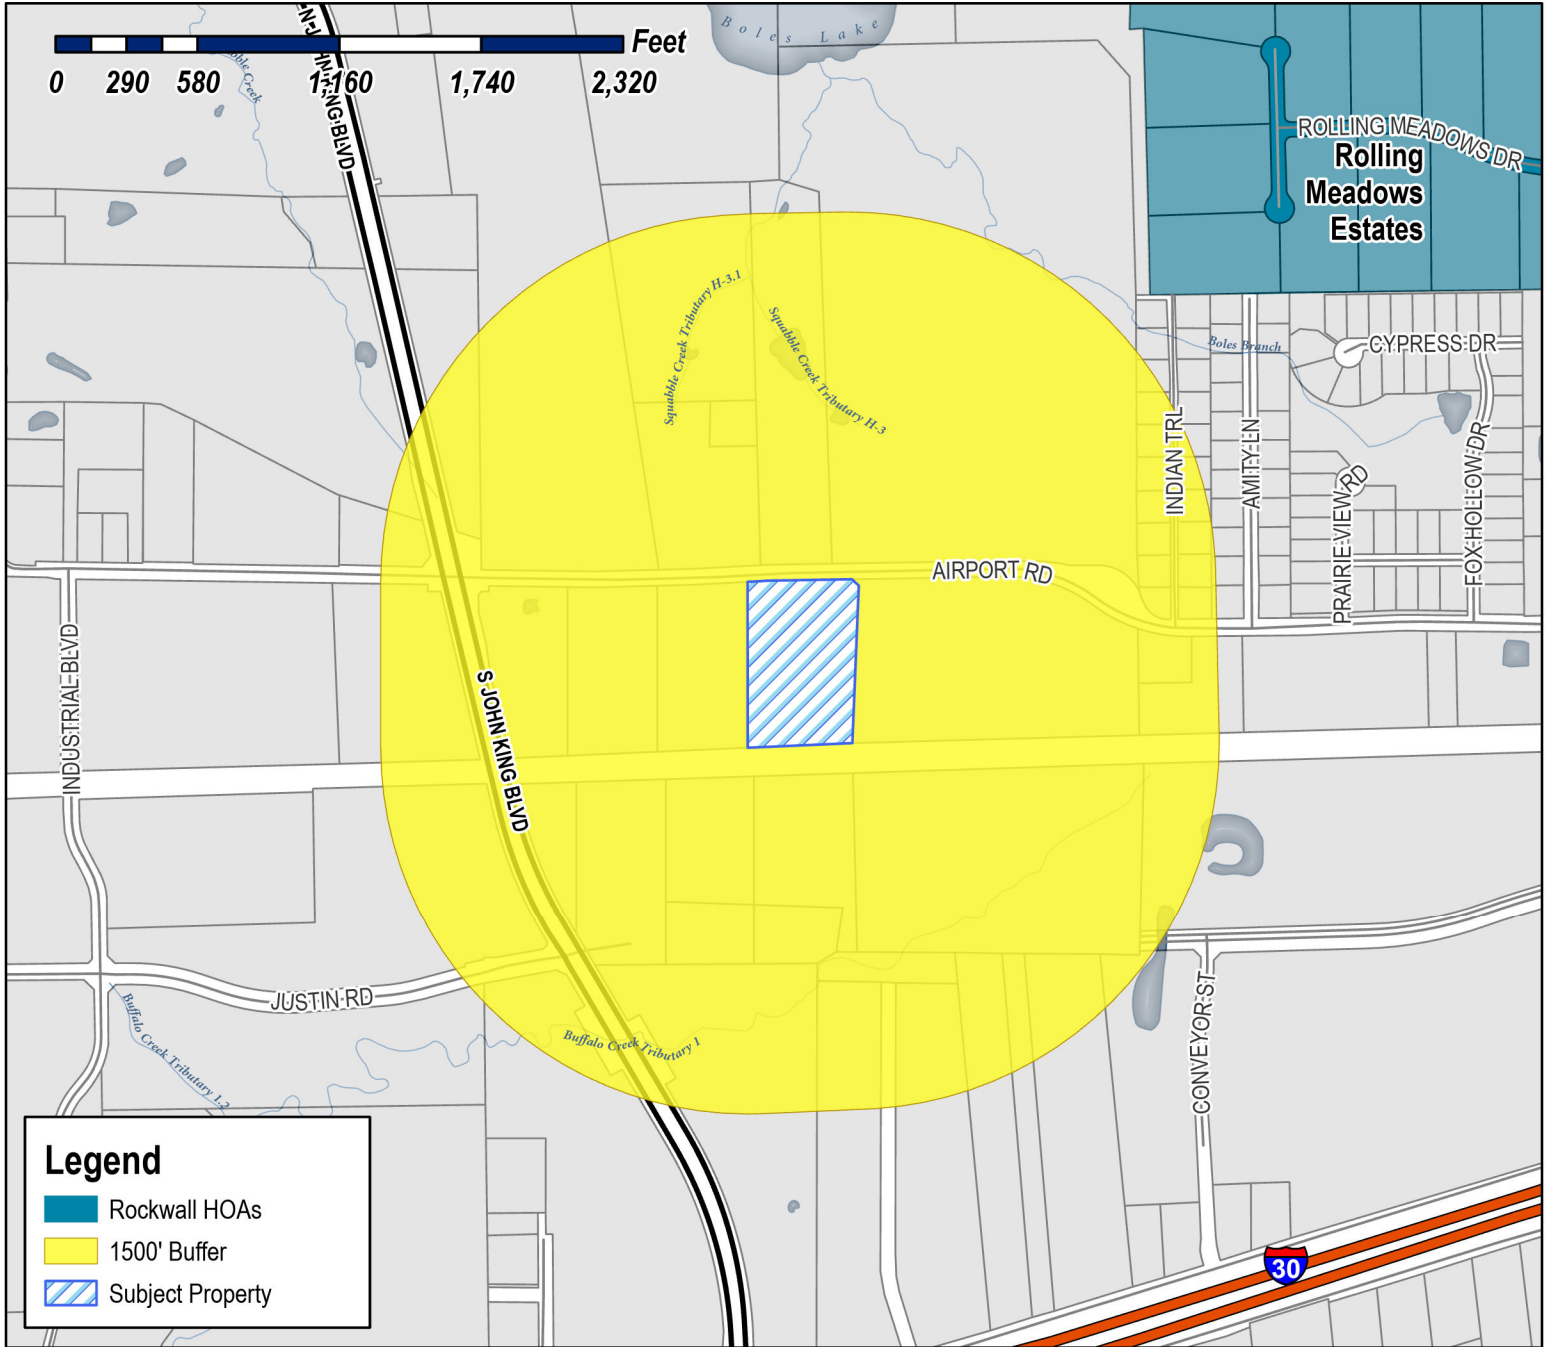 Boles Lake
Feet
0 290 580 1,160 1,740 2,320
BLVD
ROLLING MEADOWS DR
Rolling
Meadows
Estates
Squabble Creek Tributary H-3.1
Squabble Creek Tributary H-3
Boles Branch
CYPRESS DR
INDIAN TRL
AMITY LN
PRAIRIE VIEW RD
FOX HOLLOW DR
AIRPORT RD
INDUSTRIAL BLVD
S JOHN KING BLVD
JUSTIN RD
Buffalo Creek Tributary 1
Buffalo Creek Tributary 1.2
CONVEYOR ST
30
Legend
Rockwall HOAs
1500' Buffer
Subject Property